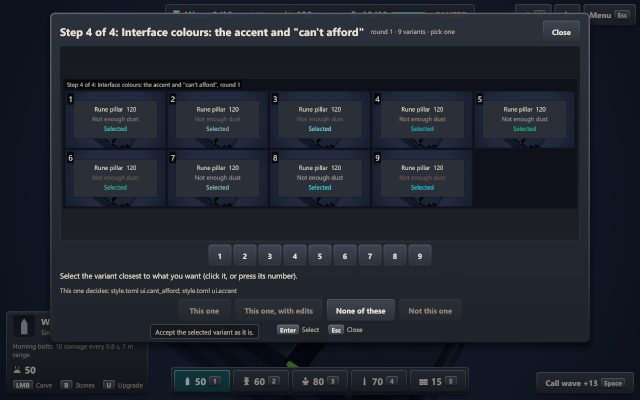 Menu Esc
Step 4 of 4: Interface colours: the accent and "can't afford" round 1 · 9 variants · pick one Close
Step 4 of 4: Interface colours: the accent and "can't afford", round 1
1 2 3 4 5
Rune pillar 120 Rune pillar 120 Rune pillar 120 Rune pillar 120 Rune pillar 120
Not enough dust Not enough dust Not enough dust Not enough dust Not enough dust
Selected Selected Selected Selected Selected
6 7 8 9
Rune pillar 120 Rune pillar 120 Rune pillar 120 Rune pillar 120
Not enough dust Not enough dust Not enough dust Not enough dust
Selected Selected Selected Selected
1 2 3 4 5 6 7 8 9
Select the variant closest to what you want (click it, or press its number).
This one decides: style.toml ui.cant_afford; style.toml ui.accent
This one This one, with edits None of these Not this one
Accept the selected variant as it is. Enter Select Esc Close
Homing bolts: 10 damage every 0.8 s, 7 m
range.
50
LMB Carve B Stones U Upgrade
50 1 60 2 80 3 70 4 15 5
Call wave +13 Space